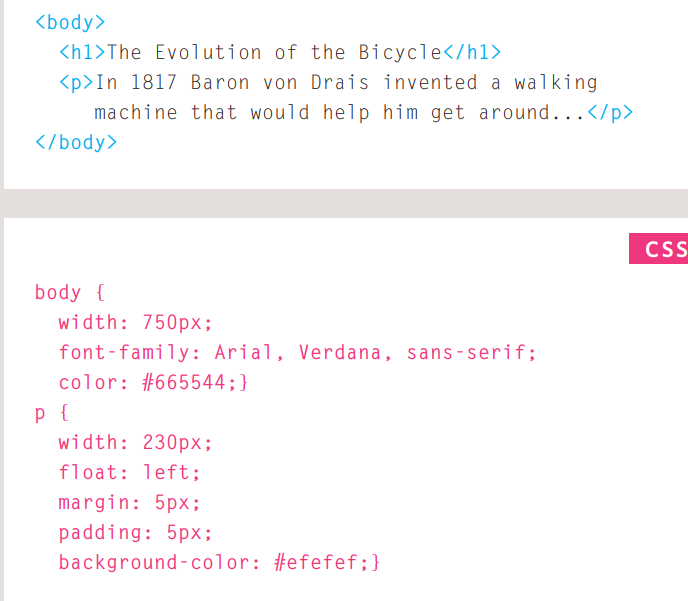 <body>
<h1>The Evolution of the Bicycle</h1>
<p>In 1817 Baron von Drais invented a walking
machine that would help him get around...</p>
</body>
CSS
body {
width: 750px;
font-family: Arial, Verdana, sans-serif;
color: #665544;}
p {
width: 230px;
float: left;
margin: 5px;
padding: 5px;
background-color: #efefef;}